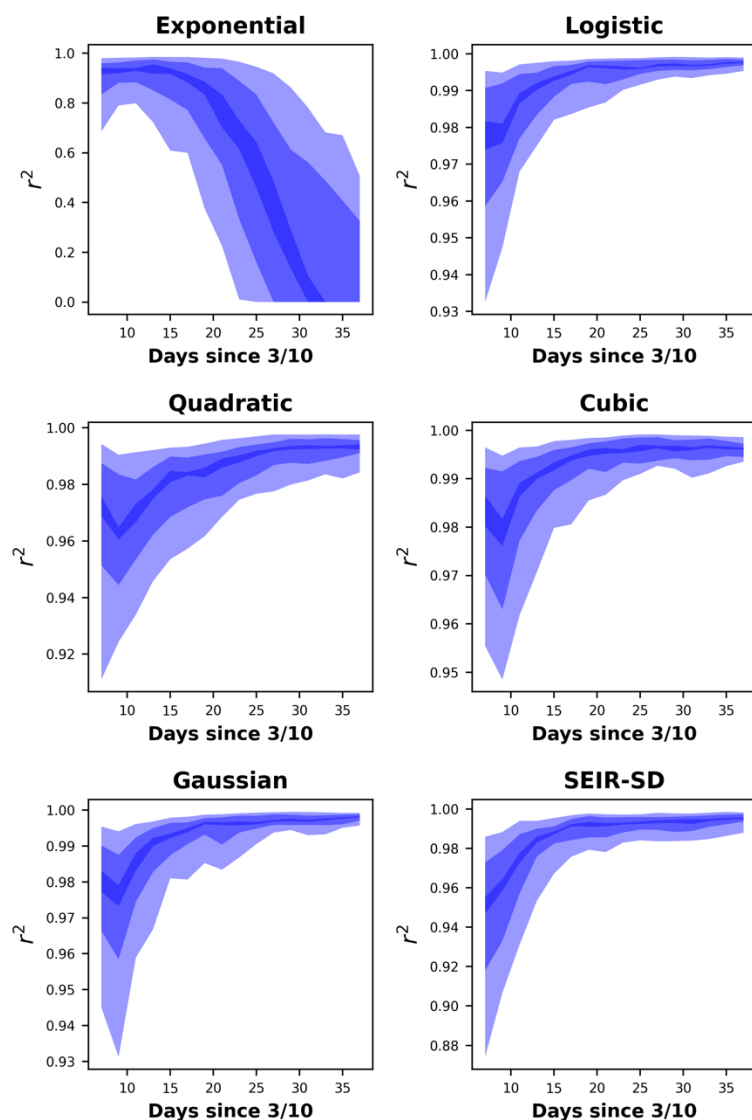 Exponential
1.0
0.8
0.6
0.4
0.2
0.0
r²
10 15 20 25 30 35
Days since 3/10
Logistic
1.00
0.99
0.98
0.97
0.96
0.95
0.94
0.93
r²
10 15 20 25 30 35
Days since 3/10
Quadratic
1.00
0.98
0.96
0.94
0.92
r²
10 15 20 25 30 35
Days since 3/10
Cubic
1.00
0.99
0.98
0.97
0.96
0.95
r²
10 15 20 25 30 35
Days since 3/10
Gaussian
1.00
0.99
0.98
0.97
0.96
0.95
0.94
0.93
r²
10 15 20 25 30 35
Days since 3/10
SEIR-SD
1.00
0.98
0.96
0.94
0.92
0.90
0.88
r²
10 15 20 25 30 35
Days since 3/10